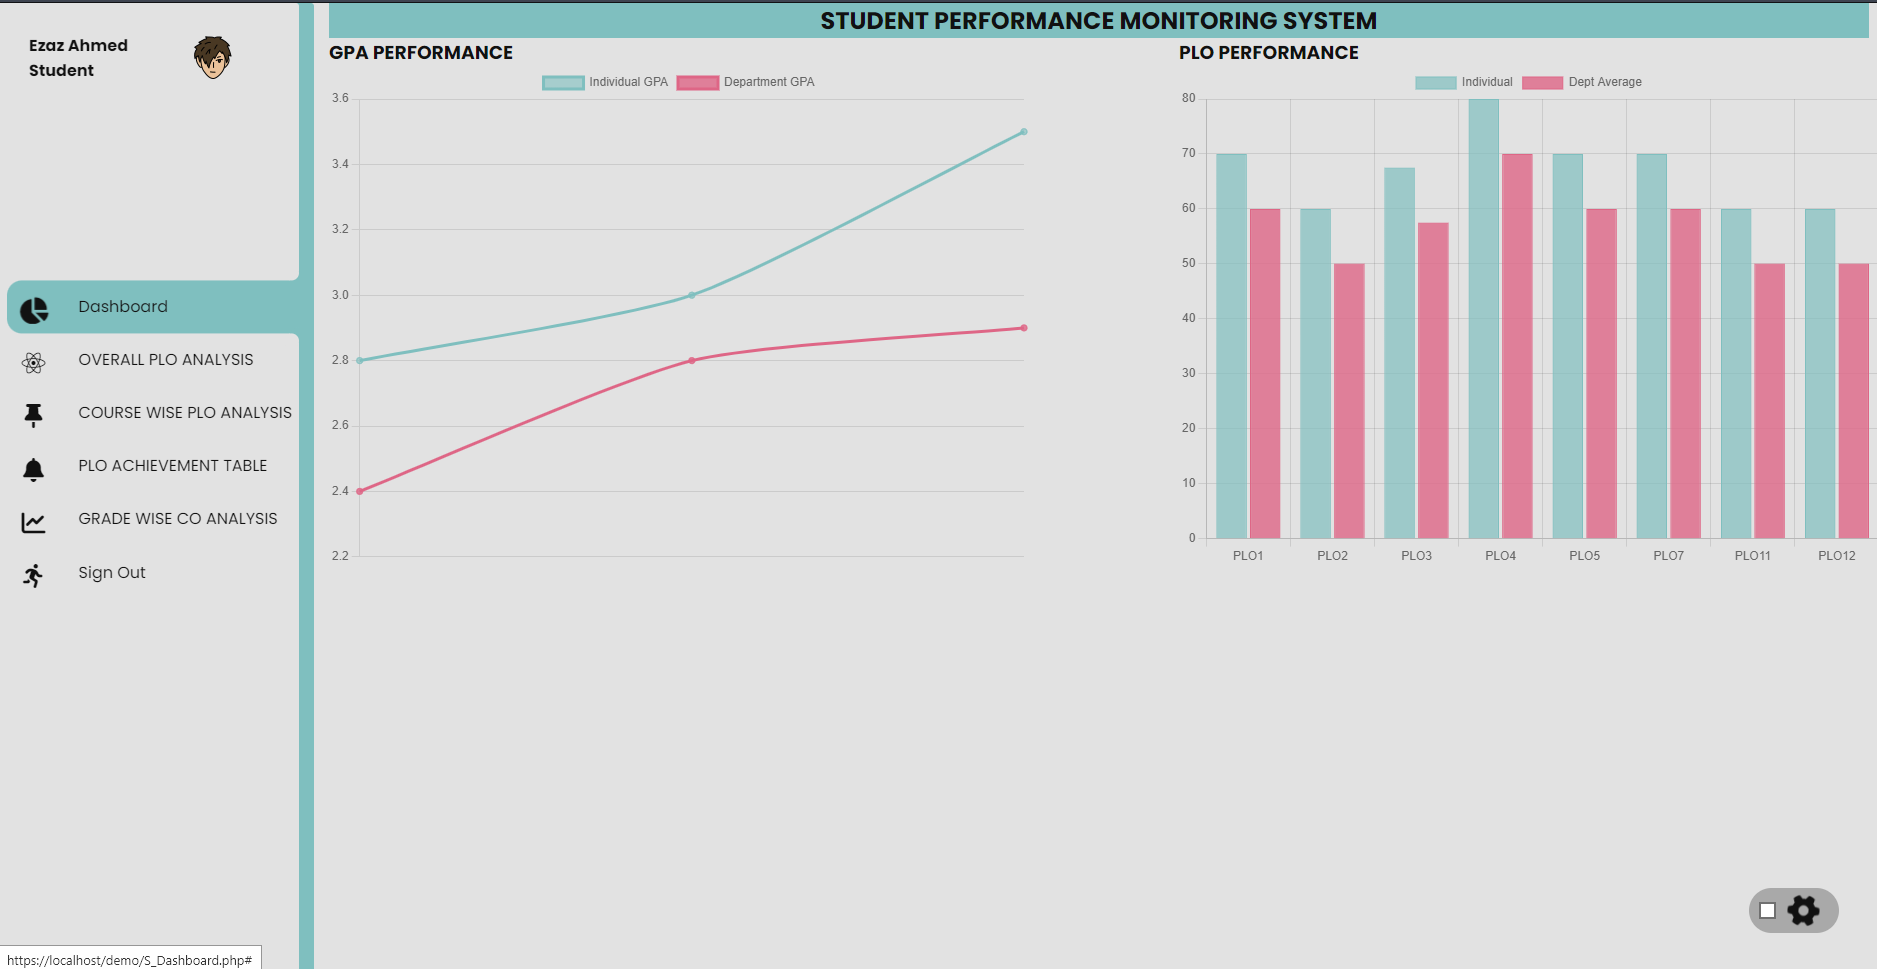 STUDENT PERFORMANCE MONITORING SYSTEM
Ezaz Ahmed
Student
Dashboard
OVERALL PLO ANALYSIS
COURSE WISE PLO ANALYSIS
PLO ACHIEVEMENT TABLE
GRADE WISE CO ANALYSIS
Sign Out
GPA PERFORMANCE
Individual GPA Department GPA
3.6
3.4
3.2
3.0
2.8
2.6
2.4
2.2
PLO PERFORMANCE
Individual Dept Average
80
70
60
50
40
30
20
10
0
PLO1 PLO2 PLO3 PLO4 PLO5 PLO7 PLO11 PLO12
https://localhost/demo/S_Dashboard.php#